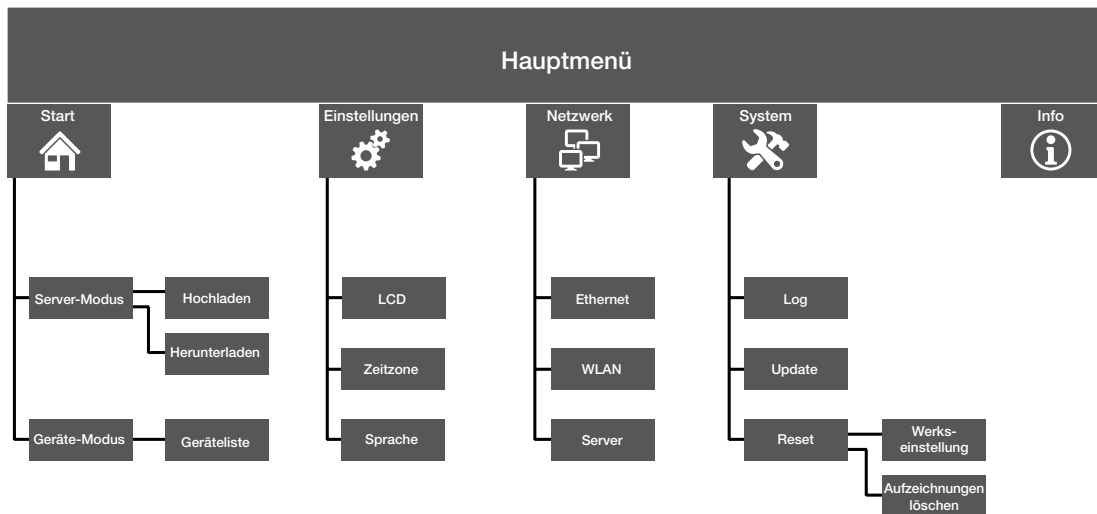 Hauptmenü
Start
Einstellungen
Netzwerk
System
Info
Server-Modus
Hochladen
LCD
Ethernet
Log
Herunterladen
Zeitzone
WLAN
Update
Geräte-Modus
Geräteliste
Sprache
Server
Reset
Werks-
einstellung
Aufzeichnungen
löschen